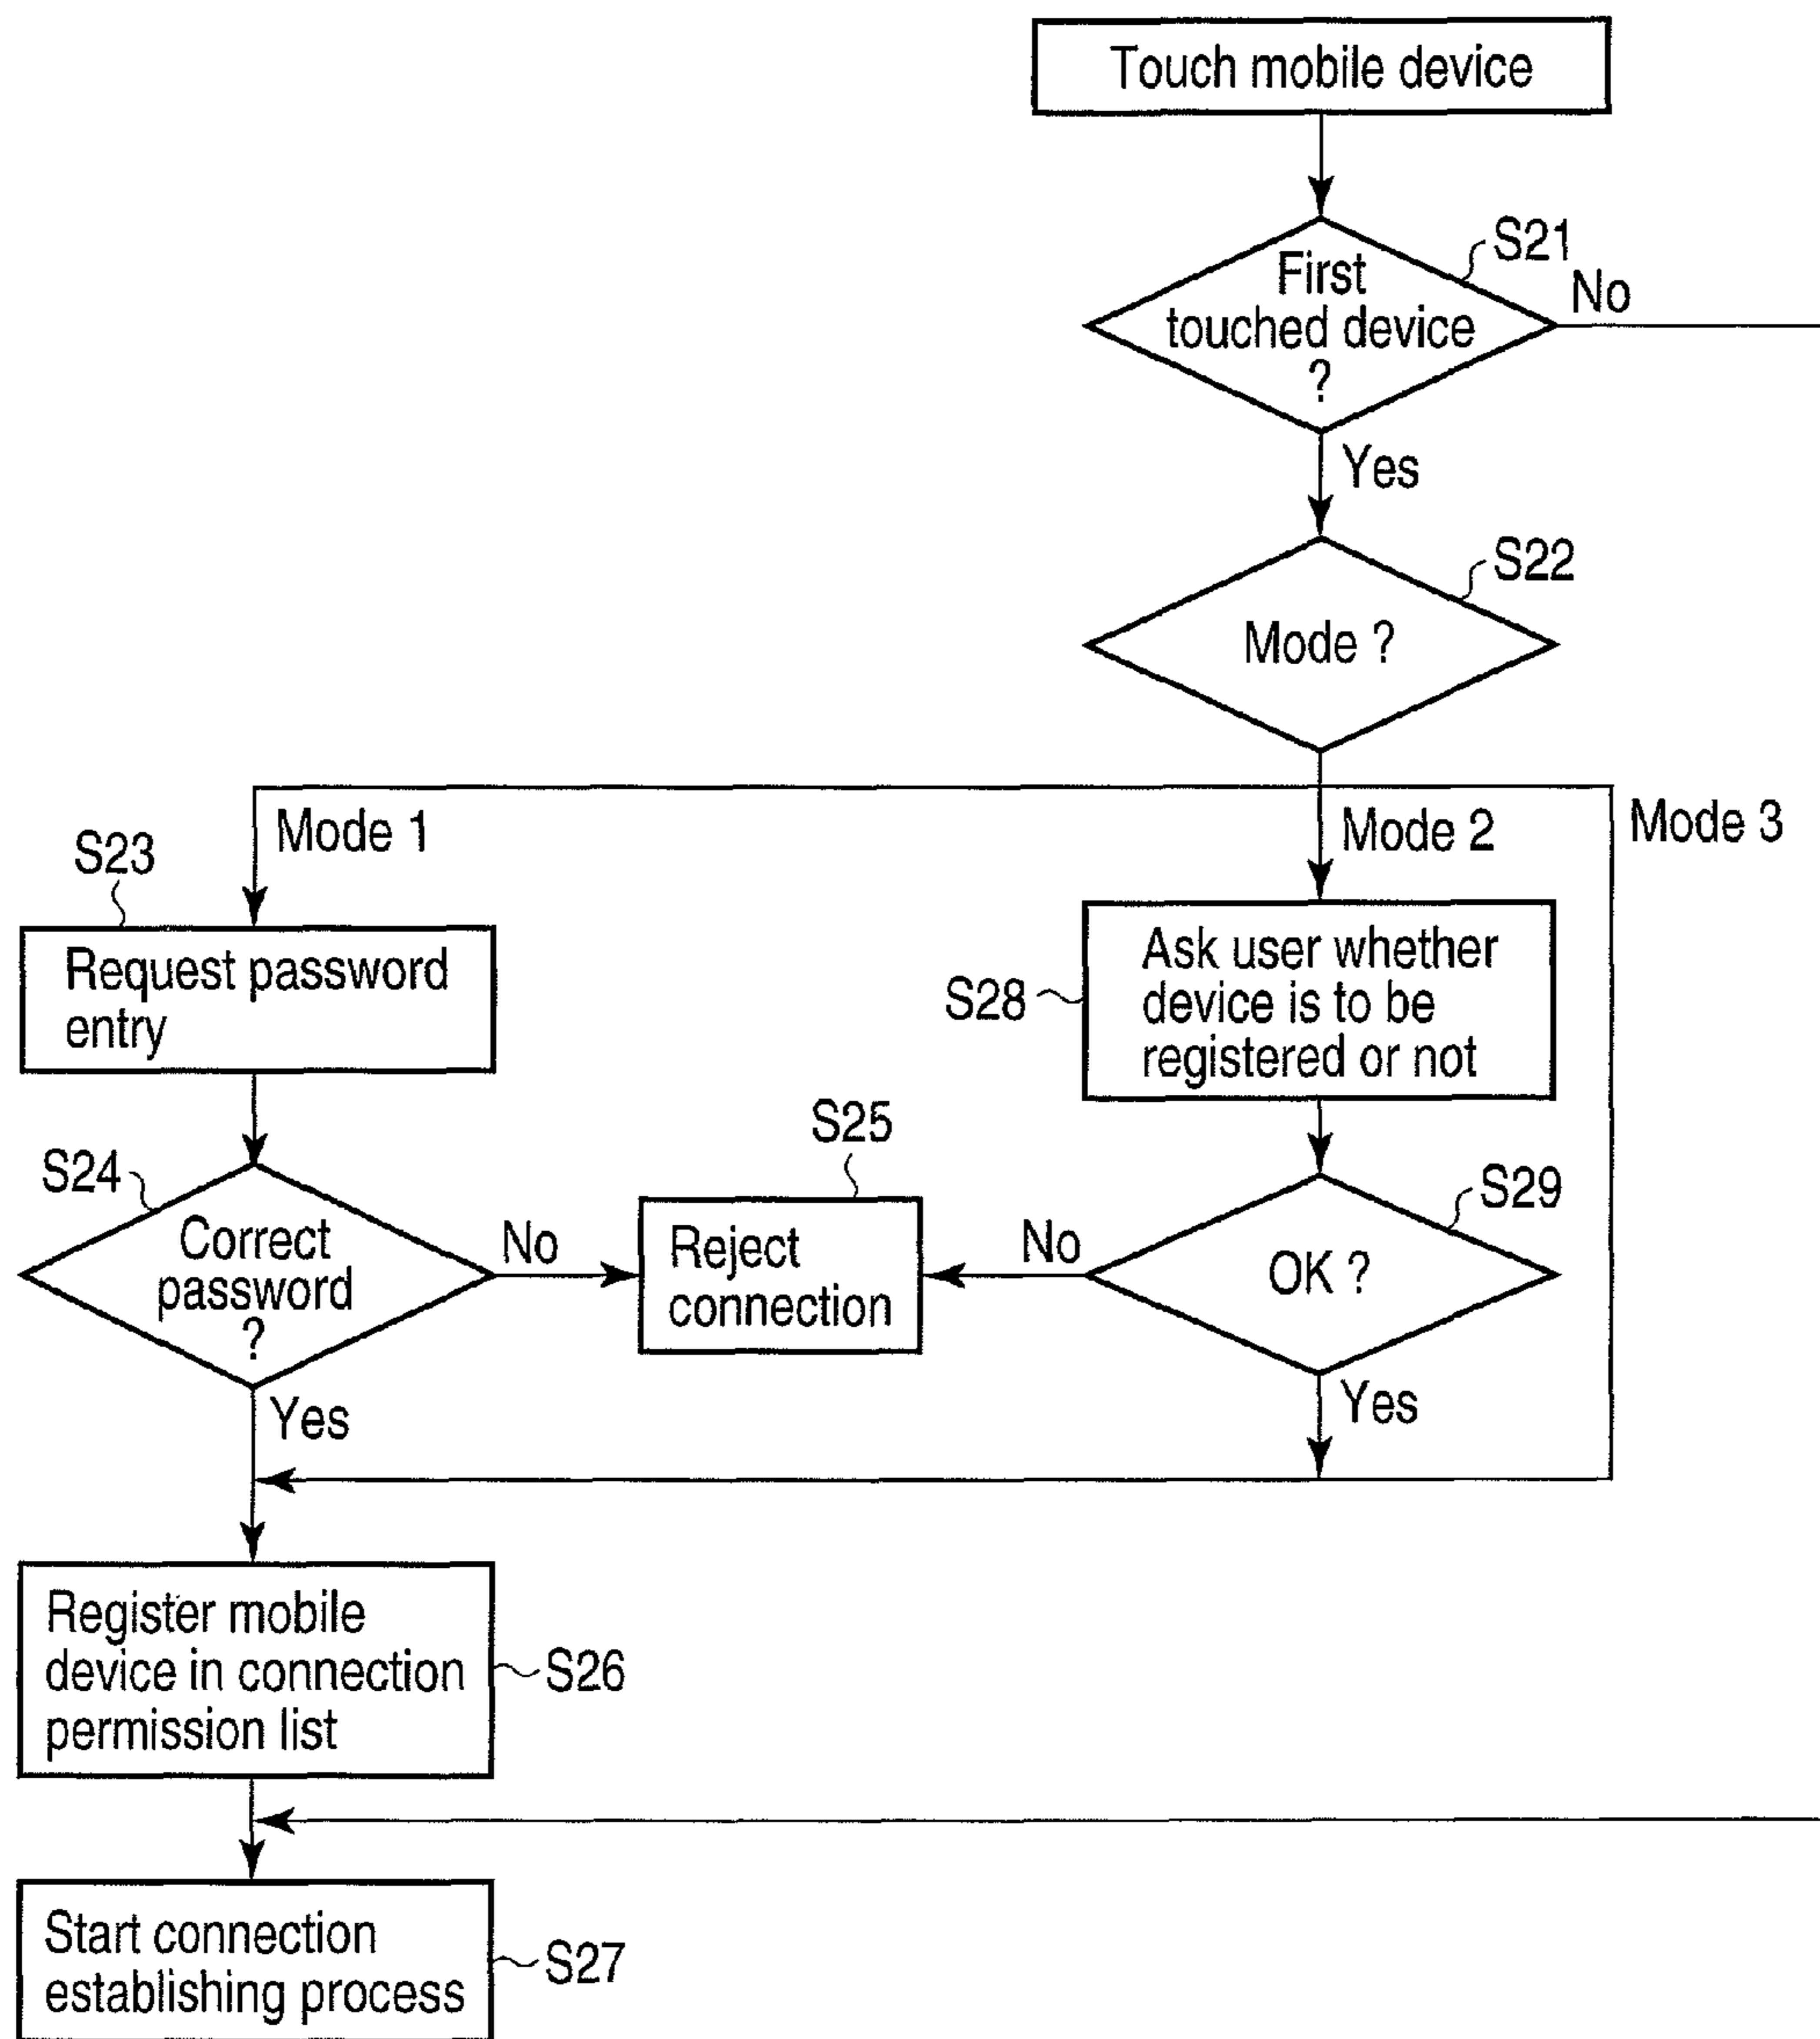 Touch mobile device
S21
First
touched device
?
No
Yes
S22
Mode ?
Mode 1
Mode 2
Mode 3
S23
Request password
entry
S28
Ask user whether
device is to be
registered or not
S24
Correct
password
?
No
S25
Reject
connection
No
S29
OK ?
Yes
Yes
Register mobile
device in connection
permission list
S26
Start connection
establishing process
S27